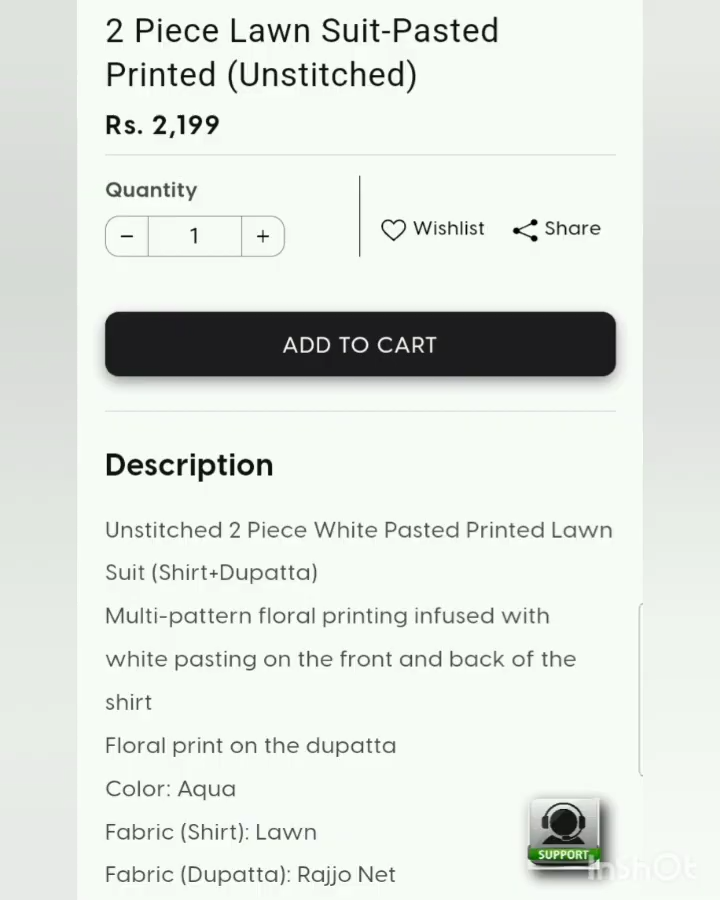 2 Piece Lawn Suit-Pasted
Printed (Unstitched)
Rs. 2,199
Quantity
− 1 +
Wishlist
Share
ADD TO CART
Description
Unstitched 2 Piece White Pasted Printed Lawn
Suit (Shirt+Dupatta)
Multi-pattern floral printing infused with
white pasting on the front and back of the
shirt
Floral print on the dupatta
Color: Aqua
Fabric (Shirt): Lawn
SUPPORT
Fabric (Dupatta): Rajjo Net
InShOt